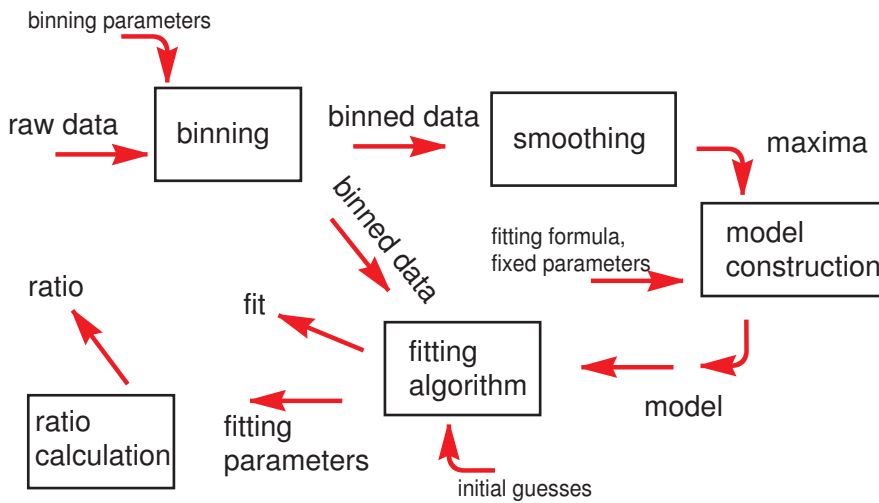 binning parameters
raw data
binning
binned data
smoothing
maxima
binned data
fitting formula,
fixed parameters
model
construction
ratio
fit
fitting
algorithm
model
ratio
calculation
fitting
parameters
initial guesses